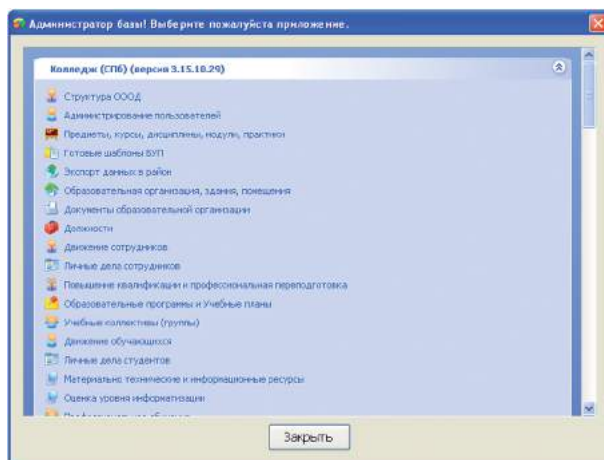 Администратор базы! Выберите пожалуйста приложение.
Колледж (СПб) (версия 3.15.10.29)
Структура ОООД
Администрирование пользователей
Предметы, курсы, дисциплины, модули, практики
Готовые шаблоны БУП
Экспорт данных в район
Образовательная организация, здания, помещения
Документы образовательной организации
Должности
Движение сотрудников
Личные дела сотрудников
Повышение квалификации и профессиональная переподготовка
Образовательные программы и Учебные планы
Учебные коллективы (группы)
Движение обучающихся
Личные дела студентов
Материально технические и информационные ресурсы
Оценка уровня информатизации
Закрыть